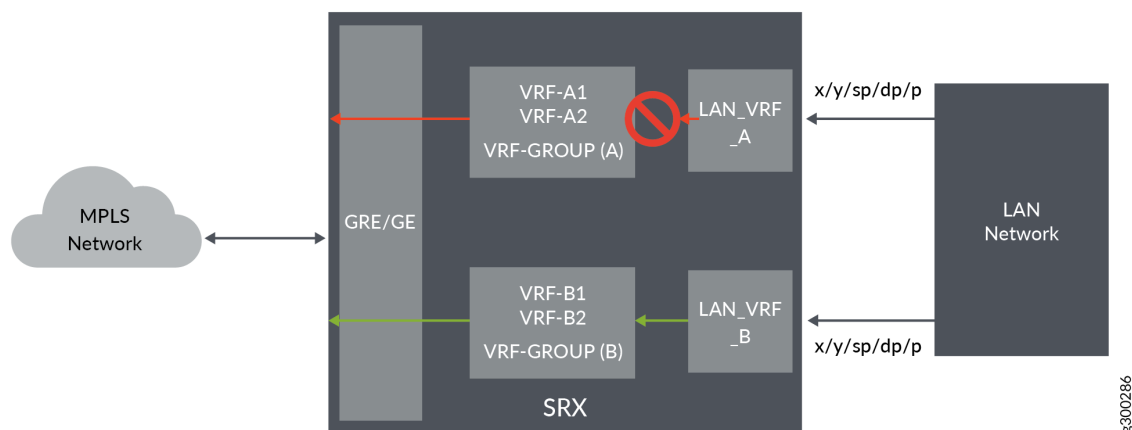 MPLS
Network
GRE/GE
VRF-A1
VRF-A2
VRF-GROUP (A)
LAN_VRF
_A
x/y/sp/dp/p
VRF-B1
VRF-B2
VRF-GROUP (B)
LAN_VRF
_B
x/y/sp/dp/p
LAN
Network
SRX
g300286